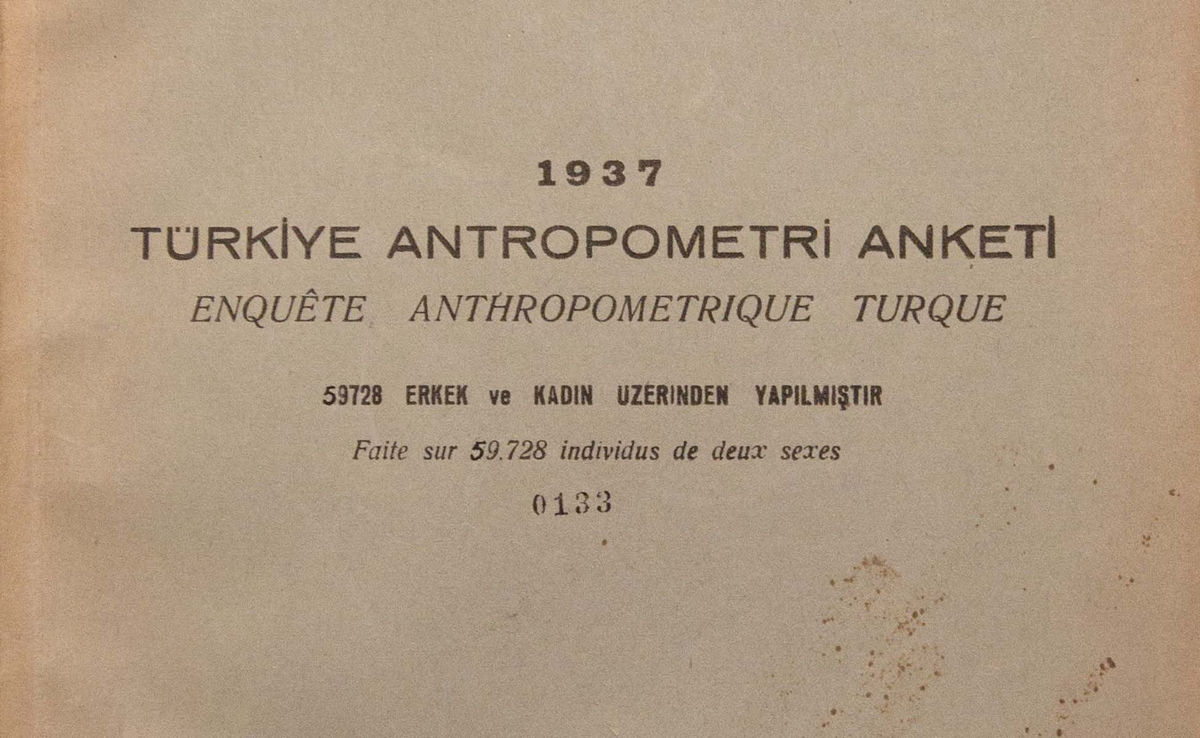 1937
TÜRKİYE ANTROPOMETRİ ANKETİ
ENQUÊTE ANTHROPOMETRIQUE TURQUE
59728 ERKEK ve KADIN UZERINDEN YAPILMIŞTIR
Faite sur 59.728 individus de deux sexes
0133